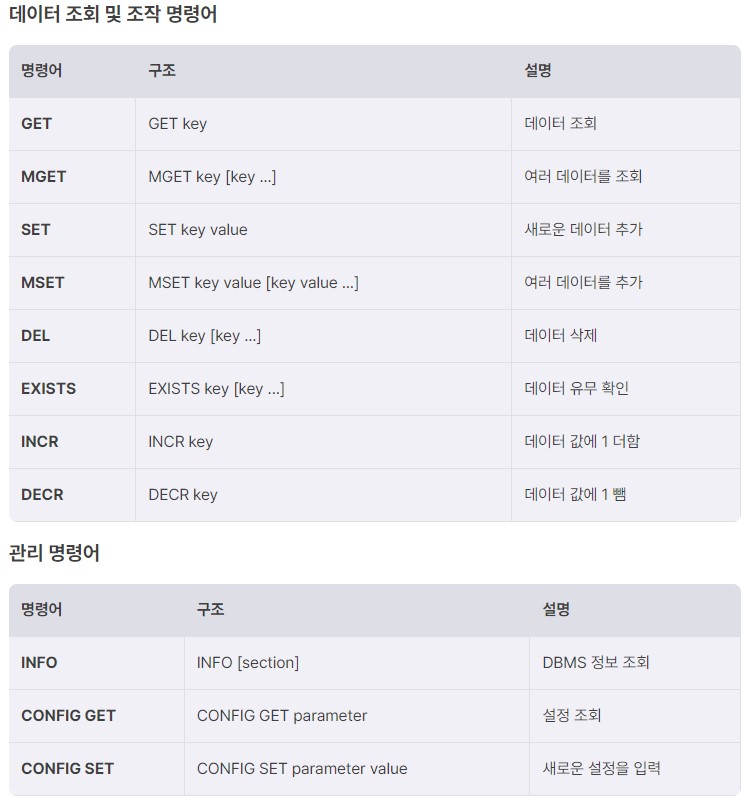 데이터 조회 및 조작 명령어
명령어 구조 설명
GET GET key 데이터 조회
MGET MGET key [key ...] 여러 데이터를 조회
SET SET key value 새로운 데이터 추가
MSET MSET key value [key value ...] 여러 데이터를 추가
DEL DEL key [key ...] 데이터 삭제
EXISTS EXISTS key [key ...] 데이터 유무 확인
INCR INCR key 데이터 값에 1 더함
DECR DECR key 데이터 값에 1 뺌
관리 명령어
명령어 구조 설명
INFO INFO [section] DBMS 정보 조회
CONFIG GET CONFIG GET parameter 설정 조회
CONFIG SET CONFIG SET parameter value 새로운 설정을 입력